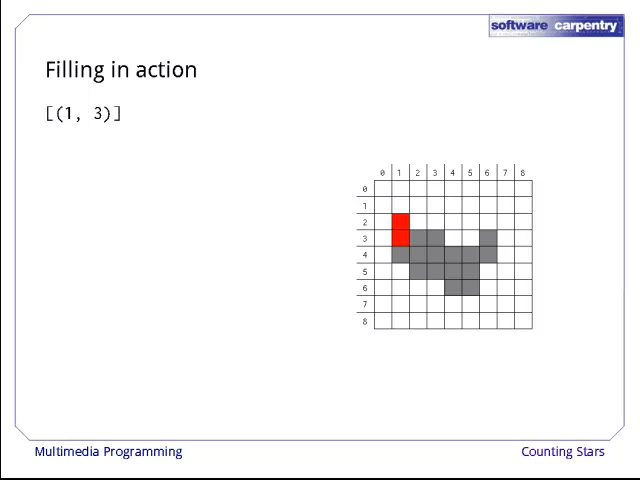 software carpentry
Filling in action
[(1, 3)]
0 1 2 3 4 5 6 7 8
0
1
2
3
4
5
6
7
8
Multimedia Programming
Counting Stars